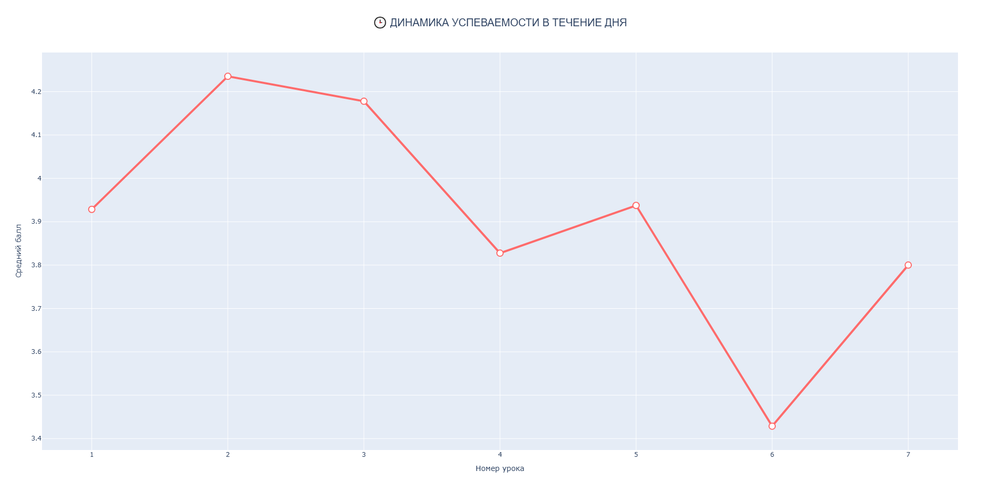 🕒 ДИНАМИКА УСПЕВАЕМОСТИ В ТЕЧЕНИЕ ДНЯ
4.2
4.1
4
3.9
3.8
3.7
3.6
3.5
3.4
Средний балл
1 2 3 4 5 6 7
Номер урока